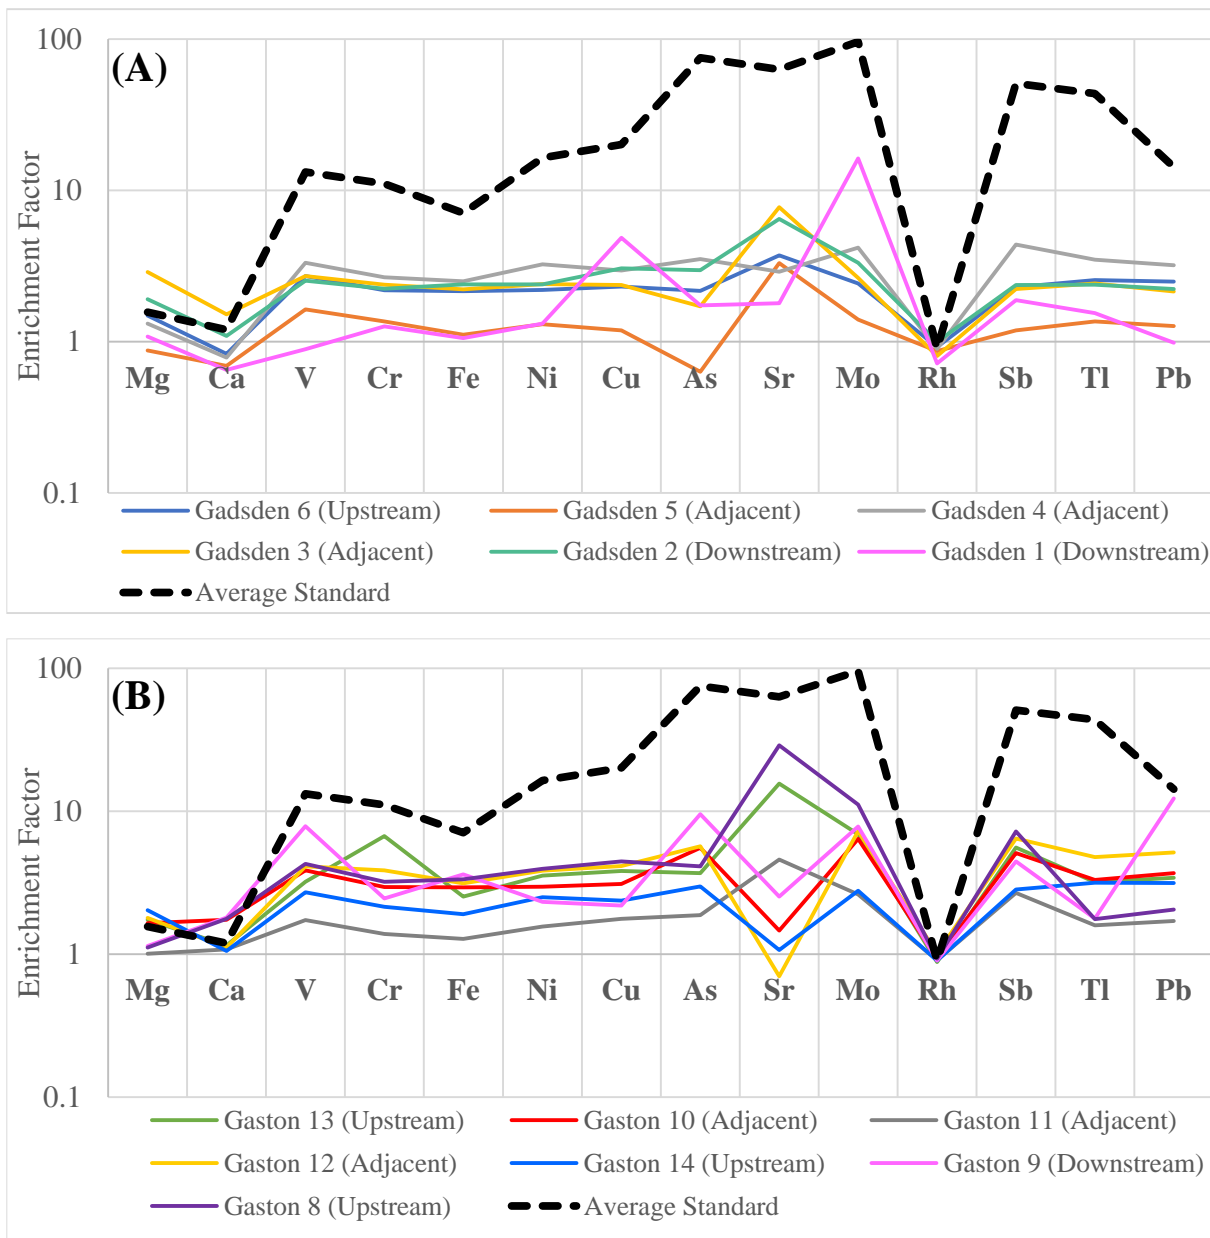 (A)
Enrichment Factor
100
10
1
0.1
Mg Ca V Cr Fe Ni Cu As Sr Mo Rh Sb Tl Pb
Gadsden 6 (Upstream) Gadsden 5 (Adjacent) Gadsden 4 (Adjacent)
Gadsden 3 (Adjacent) Gadsden 2 (Downstream) Gadsden 1 (Downstream)
Average Standard
(B)
Enrichment Factor
100
10
1
0.1
Mg Ca V Cr Fe Ni Cu As Sr Mo Rh Sb Tl Pb
Gaston 13 (Upstream) Gaston 10 (Adjacent) Gaston 11 (Adjacent)
Gaston 12 (Adjacent) Gaston 14 (Upstream) Gaston 9 (Downstream)
Gaston 8 (Upstream) Average Standard